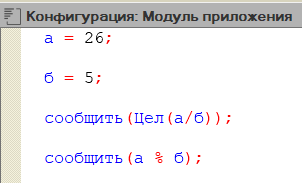 Конфигурация: Модуль приложения
а = 26;
б = 5;
сообщить(Цел(а/б));
сообщить(а % б);